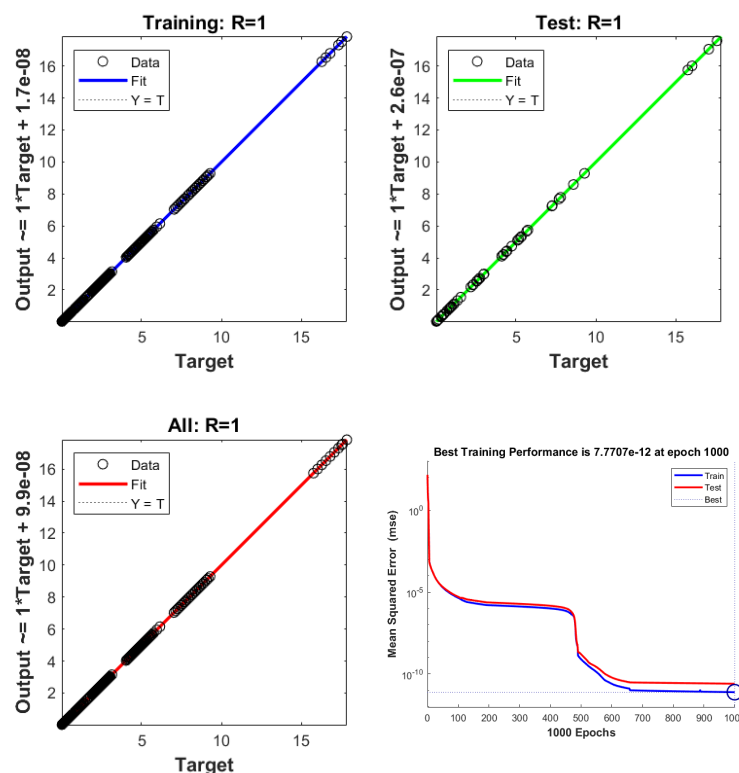 Training: R=1
Output ~= 1*Target + 1.7e-08
16
14
12
10
8
6
4
2
Data
Fit
Y = T
5
10
15
Target
Test: R=1
Output ~= 1*Target + 2.6e-07
16
14
12
10
8
6
4
2
Data
Fit
Y = T
5
10
15
Target
All: R=1
Output ~= 1*Target + 9.9e-08
16
14
12
10
8
6
4
2
Data
Fit
Y = T
5
10
15
Target
Best Training Performance is 7.7707e-12 at epoch 1000
Mean Squared Error (mse)
10^0
10^-5
10^-10
Train
Test
Best
0 100 200 300 400 500 600 700 800 900 100
1000 Epochs